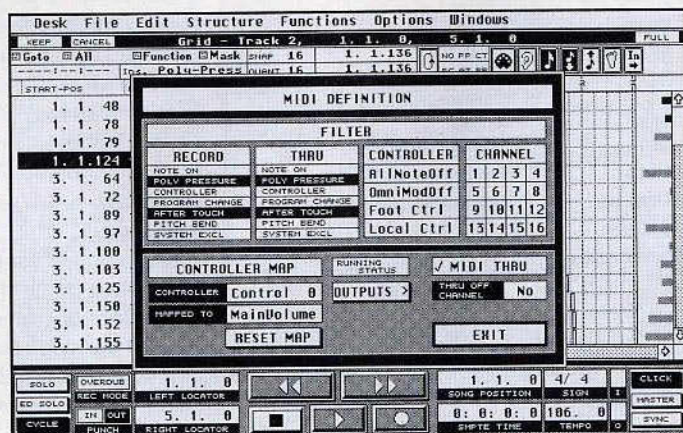 Desk File Edit Structure Functions Options Windows
KEEP CANCEL Grid - Track 2, 1. 1. 0, 5. 1. 0 FULL
Goto All Function Mask SNAP 16 1. 1.136 NO PP CT
--:--:-- Ins. Poly-Press QUANT 16 1. 1.136 PC AT PB In
START-POS
1. 1. 48
1. 1. 78
1. 1. 79
1. 1.124
3. 1. 64
3. 1. 72
3. 1. 89
3. 1. 97
3. 1.100
3. 1.103
3. 1.125
3. 1.150
3. 1.152
3. 1.155
MIDI DEFINITION
FILTER
RECORD THRU CONTROLLER CHANNEL
NOTE ON NOTE ON AllNoteOff 1 2 3 4
POLY PRESSURE POLY PRESSURE
CONTROLLER CONTROLLER OmniModOff 5 6 7 8
PROGRAM CHANGE PROGRAM CHANGE
AFTER TOUCH AFTER TOUCH Foot Ctrl 9 10 11 12
PITCH BEND PITCH BEND
SYSTEM EXCL SYSTEM EXCL Local Ctrl 13 14 15 16
CONTROLLER MAP RUNNING STATUS √ MIDI THRU
CONTROLLER Control 0 OUTPUTS > THRU OFF CHANNEL No
MAPPED TO MainVolume
RESET MAP EXIT
SOLO OVERDUB REC MODE 1. 1. 0 LEFT LOCATOR 1. 1. 0 SONG POSITION 4/ 4 SIGN I CLICK
ED SOLO MASTER
CYCLE IN OUT PUNCH 5. 1. 0 RIGHT LOCATOR 0: 0: 0: 0 SMPTE TIME 106. 0 TEMPO O SYNC